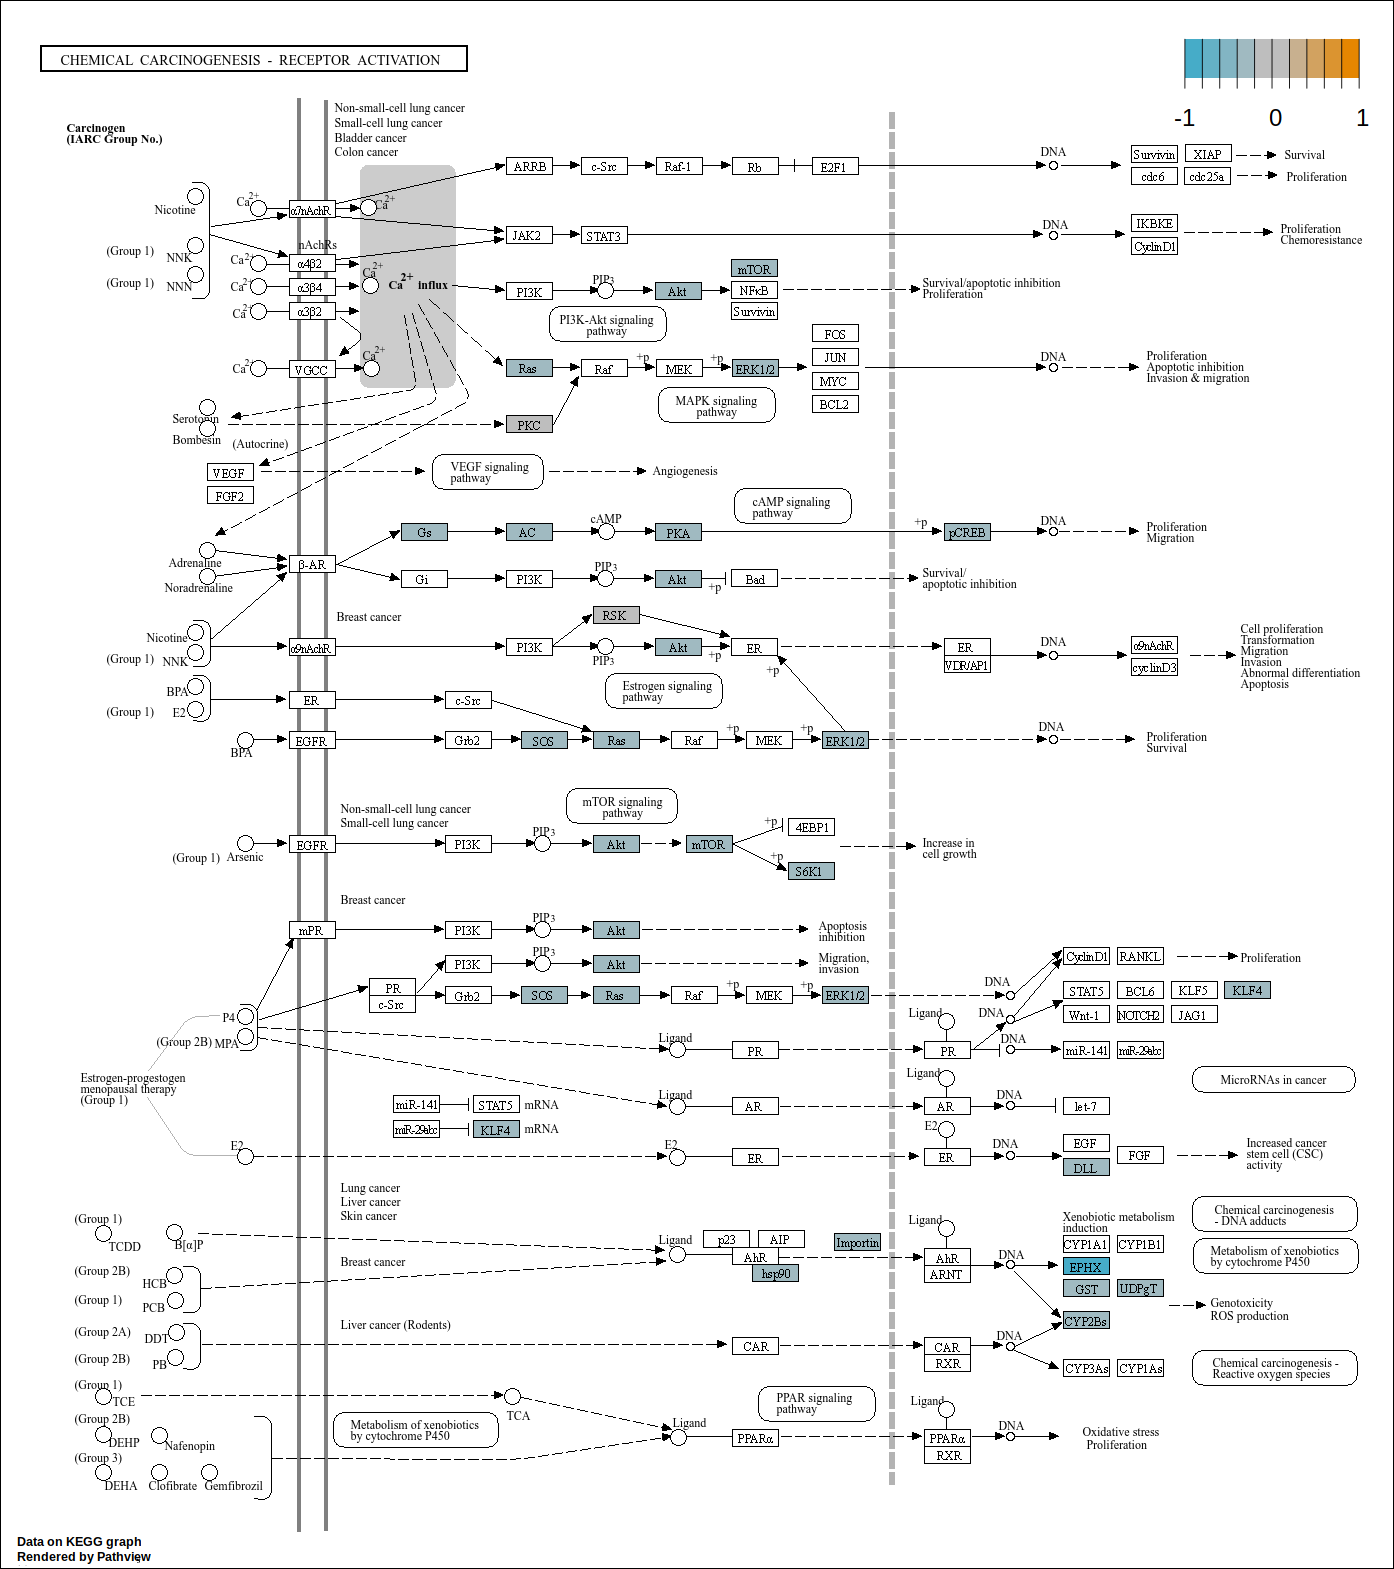 CHEMICAL CARCINOGENESIS - RECEPTOR ACTIVATION
-1 0 1
Carcinogen
(IARC Group No.)
Non-small-cell lung cancer
Small-cell lung cancer
Bladder cancer
Colon cancer
ARRB c-Src Raf-1 Rb E2F1 DNA Survivin XIAP Survival
cdc6 cdc25a Proliferation
Nicotine Ca2+ α7nAchR Ca2+
JAK2 STAT3 DNA IKBKE Proliferation
CyclinD1 Chemoresistance
(Group 1) NNK nAchRs
Ca2+ α4β2 Ca2+
(Group 1) NNN Ca2+ α3β4 Ca2+ influx
Ca2+ α3β2
PI3K PIP3 Akt mTOR
NFκB
Survivin
Survival/apoptotic inhibition
Proliferation
PI3K-Akt signaling
pathway
Ca2+ VGCC Ca2+
Ras Raf +p MEK +p ERK1/2
FOS
JUN
MYC
BCL2
DNA Proliferation
Apoptotic inhibition
Invasion & migration
MAPK signaling
pathway
Serotonin
Bombesin (Autocrine) PKC
VEGF
FGF2
VEGF signaling
pathway
Angiogenesis
cAMP signaling
pathway
Gs AC cAMP PKA +p pCREB DNA Proliferation
Migration
Adrenaline
Noradrenaline
β-AR
Gi PI3K PIP3 Akt +p Bad Survival/
apoptotic inhibition
Breast cancer
RSK
Nicotine
(Group 1) NNK
α9nAchR PI3K PIP3 Akt +p ER +p
ER
VDR/AP1
DNA α9nAchR
cyclinD3
Cell proliferation
Transformation
Migration
Invasion
Abnormal differentiation
Apoptosis
Estrogen signaling
pathway
BPA
(Group 1) E2
ER c-Src
BPA EGFR Grb2 SOS Ras Raf +p MEK +p ERK1/2 DNA Proliferation
Survival
Non-small-cell lung cancer
Small-cell lung cancer
mTOR signaling
pathway
(Group 1) Arsenic EGFR PI3K PIP3 Akt mTOR +p 4EBP1
+p S6K1
Increase in
cell growth
Breast cancer
mPR PI3K PIP3 Akt Apoptosis
inhibition
PI3K PIP3 Akt Migration,
invasion
PR
c-Src
Grb2 SOS Ras Raf +p MEK +p ERK1/2 DNA
CyclinD1 RANKL Proliferation
STAT5 BCL6 KLF5 KLF4
Wnt-1 NOTCH2 JAG1
P4
(Group 2B) MPA
Ligand PR Ligand PR DNA DNA miR-141 miR-29abc
Estrogen-progestogen
menopausal therapy
(Group 1)
MicroRNAs in cancer
miR-141 STAT5 mRNA
miR-29abc KLF4 mRNA
Ligand AR Ligand AR DNA let-7
E2 E2 ER E2 ER DNA EGF
DLL
FGF
Increased cancer
stem cell (CSC)
activity
Lung cancer
Liver cancer
Skin cancer
(Group 1) TCDD B[α]P
Ligand p23 AIP
AhR
hsp90
Importin
Ligand AhR
ARNT
DNA
Xenobiotic metabolism
induction
CYP1A1 CYP1B1
EPHX
GST UDPgT
CYP2Bs
Chemical carcinogenesis
- DNA adducts
Metabolism of xenobiotics
by cytochrome P450
Genotoxicity
ROS production
Breast cancer
(Group 2B) HCB
(Group 1) PCB
Liver cancer (Rodents)
(Group 2A) DDT
(Group 2B) PB
CAR CAR
RXR
DNA CYP3As CYP1As
Chemical carcinogenesis -
Reactive oxygen species
(Group 1) TCE TCA
(Group 2B) DEHP Nafenopin
(Group 3) DEHA Clofibrate Gemfibrozil
Metabolism of xenobiotics
by cytochrome P450
PPAR signaling
pathway
Ligand PPARα Ligand PPARα
RXR
DNA Oxidative stress
Proliferation
Data on KEGG graph
Rendered by Pathview